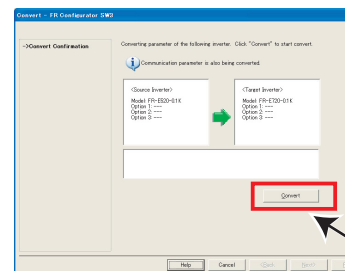 Convert - FR Configurator SW3
->Convert Confirmation
Converting parameter of the following inverter. Click "Convert" to start convert.
Communication parameter is also being converted.
<Source Inverter>
Model: FR-E520-0.1K
Option 1: ---
Option 2: ---
Option 3: ---
<Target Inverter>
Model: FR-E720-0.1K
Option 1: ---
Option 2: ---
Option 3: ---
Convert
Help Cancel